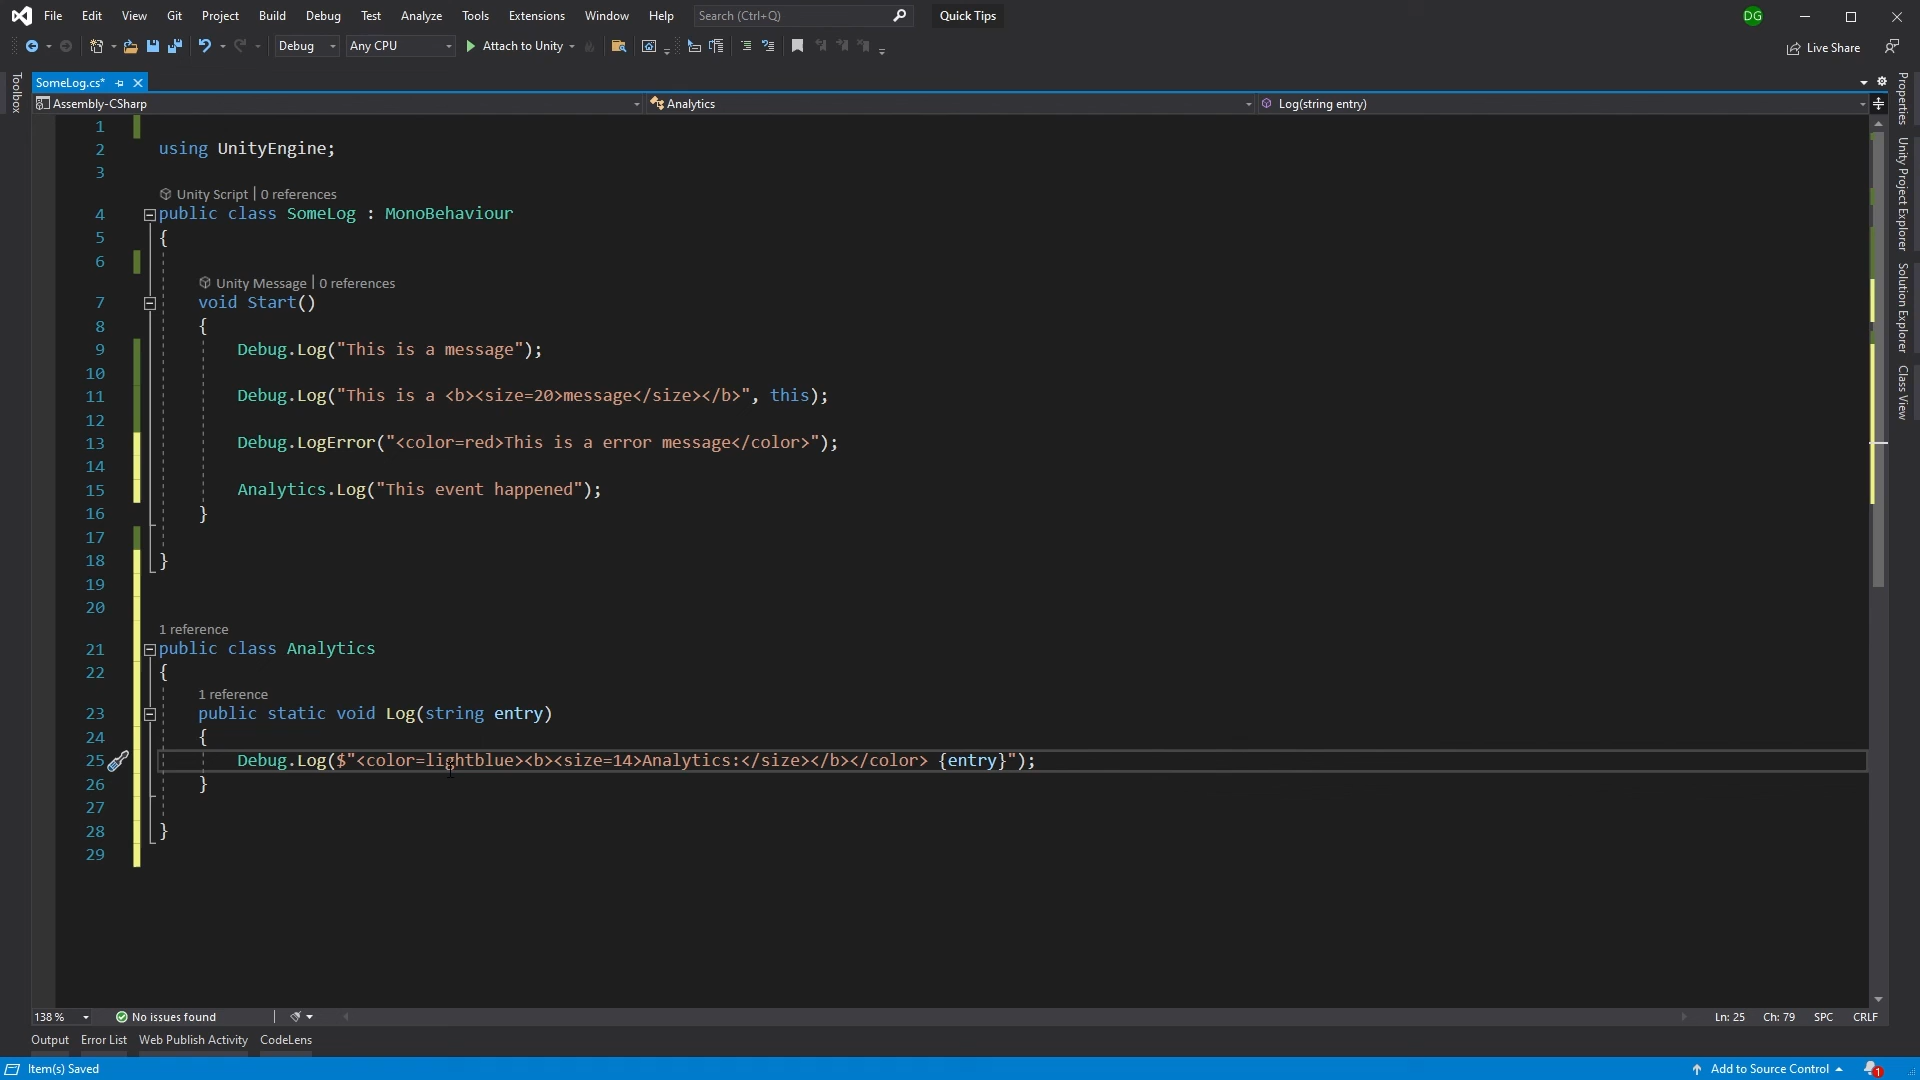 File Edit View Git Project Build Debug Test Analyze Tools Extensions Window Help Search (Ctrl+Q) Quick Tips DG
Debug Any CPU Attach to Unity Live Share
Toolbox
SomeLog.cs*
Assembly-CSharp Analytics Log(string entry)
1
2 using UnityEngine;
3
Unity Script | 0 references
4 public class SomeLog : MonoBehaviour
5 {
6
Unity Message | 0 references
7 void Start()
8 {
9 Debug.Log("This is a message");
10
11 Debug.Log("This is a <b><size=20>message</size></b>", this);
12
13 Debug.LogError("<color=red>This is a error message</color>");
14
15 Analytics.Log("This event happened");
16 }
17
18 }
19
20
1 reference
21 public class Analytics
22 {
1 reference
23 public static void Log(string entry)
24 {
25 Debug.Log($"<color=lightblue><b><size=14>Analytics:</size></b></color> {entry}");
26 }
27
28 }
29
Properties
Unity Project Explorer
Solution Explorer
Class View
138 % No issues found Ln: 25 Ch: 79 SPC CRLF
Output Error List Web Publish Activity CodeLens
Item(s) Saved Add to Source Control 1